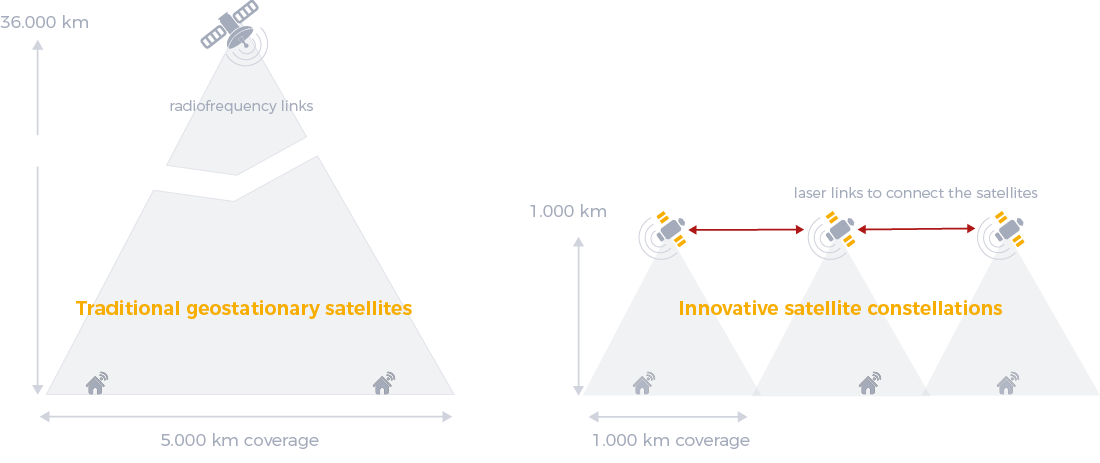 36.000 km
radiofrequency links
Traditional geostationary satellites
5.000 km coverage
laser links to connect the satellites
1.000 km
Innovative satellite constellations
1.000 km coverage